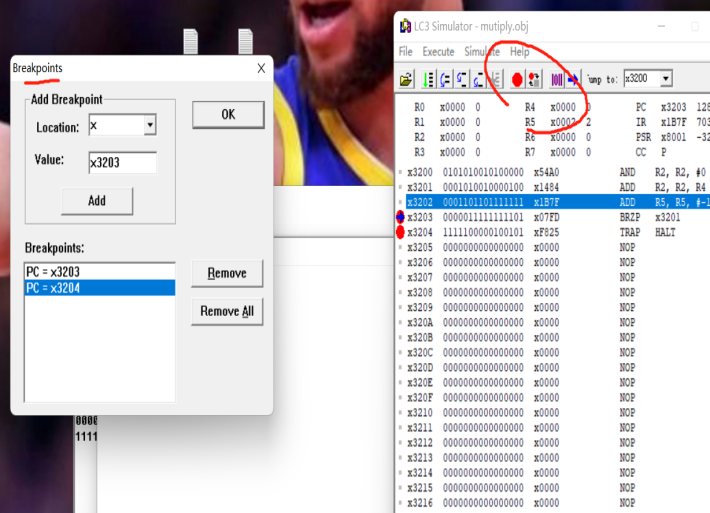 Breakpoints X
Add Breakpoint
Location: x
Value: x3203
Add
OK
Breakpoints:
PC = x3203
PC = x3204
Remove
Remove All
0000
1111
LC3 Simulator - mutiply.obj
File Execute Simulate Help
Jump to: x3200
R0 x0000 0 R4 x0000 0 PC x3203 128
R1 x0000 0 R5 x0002 2 IR x1B7F 703
R2 x0000 0 R6 x0000 0 PSR x8001 -32
R3 x0000 0 R7 x0000 0 CC P
x3200 0101010010100000 x54A0 AND R2, R2, #0
x3201 0001010010000100 x1484 ADD R2, R2, R4
x3202 0001101101111111 x1B7F ADD R5, R5, #-1
x3203 0000011111111101 x07FD BRZP x3201
x3204 1111000000100101 xF025 TRAP HALT
x3205 0000000000000000 x0000 NOP
x3206 0000000000000000 x0000 NOP
x3207 0000000000000000 x0000 NOP
x3208 0000000000000000 x0000 NOP
x3209 0000000000000000 x0000 NOP
x320A 0000000000000000 x0000 NOP
x320B 0000000000000000 x0000 NOP
x320C 0000000000000000 x0000 NOP
x320D 0000000000000000 x0000 NOP
x320E 0000000000000000 x0000 NOP
x320F 0000000000000000 x0000 NOP
x3210 0000000000000000 x0000 NOP
x3211 0000000000000000 x0000 NOP
x3212 0000000000000000 x0000 NOP
x3213 0000000000000000 x0000 NOP
x3214 0000000000000000 x0000 NOP
x3215 0000000000000000 x0000 NOP
x3216 0000000000000000 x0000 NOP